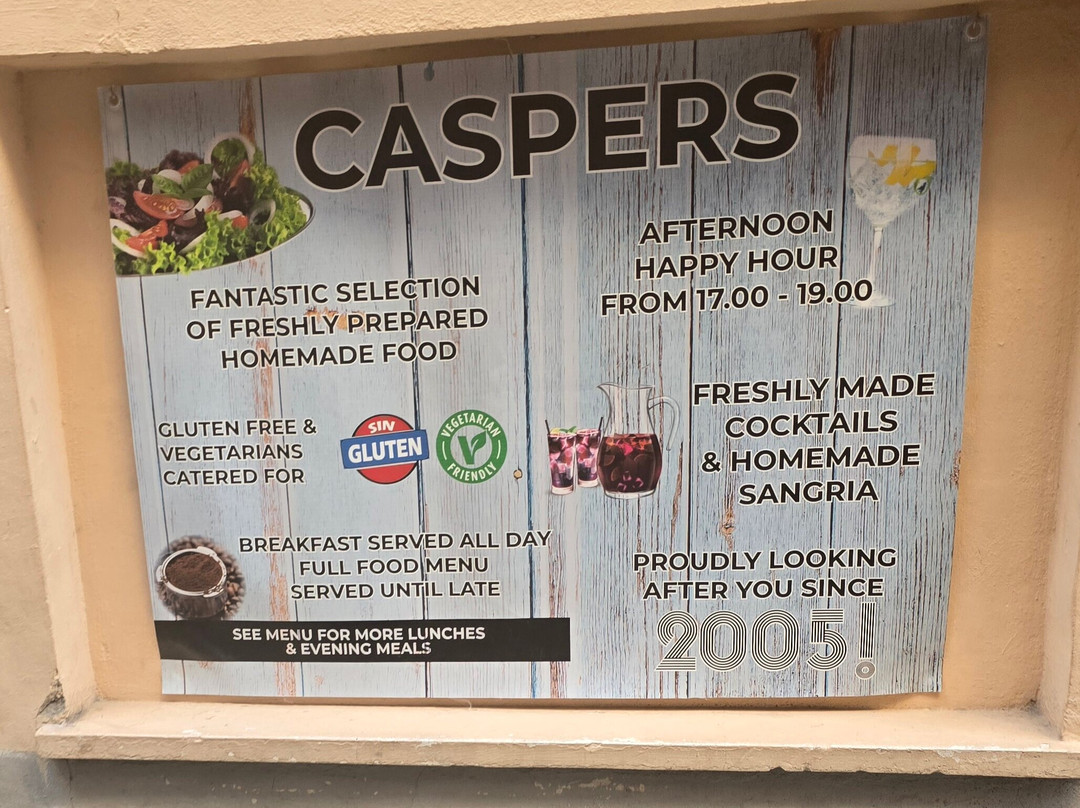 CASPERS
FANTASTIC SELECTION
OF FRESHLY PREPARED
HOMEMADE FOOD
GLUTEN FREE &
VEGETARIANS
CATERED FOR
SIN
GLUTEN
VEGETARIAN
FRIENDLY
BREAKFAST SERVED ALL DAY
FULL FOOD MENU
SERVED UNTIL LATE
SEE MENU FOR MORE LUNCHES
& EVENING MEALS
AFTERNOON
HAPPY HOUR
FROM 17.00 - 19.00
FRESHLY MADE
COCKTAILS
& HOMEMADE
SANGRIA
PROUDLY LOOKING
AFTER YOU SINCE
2005!